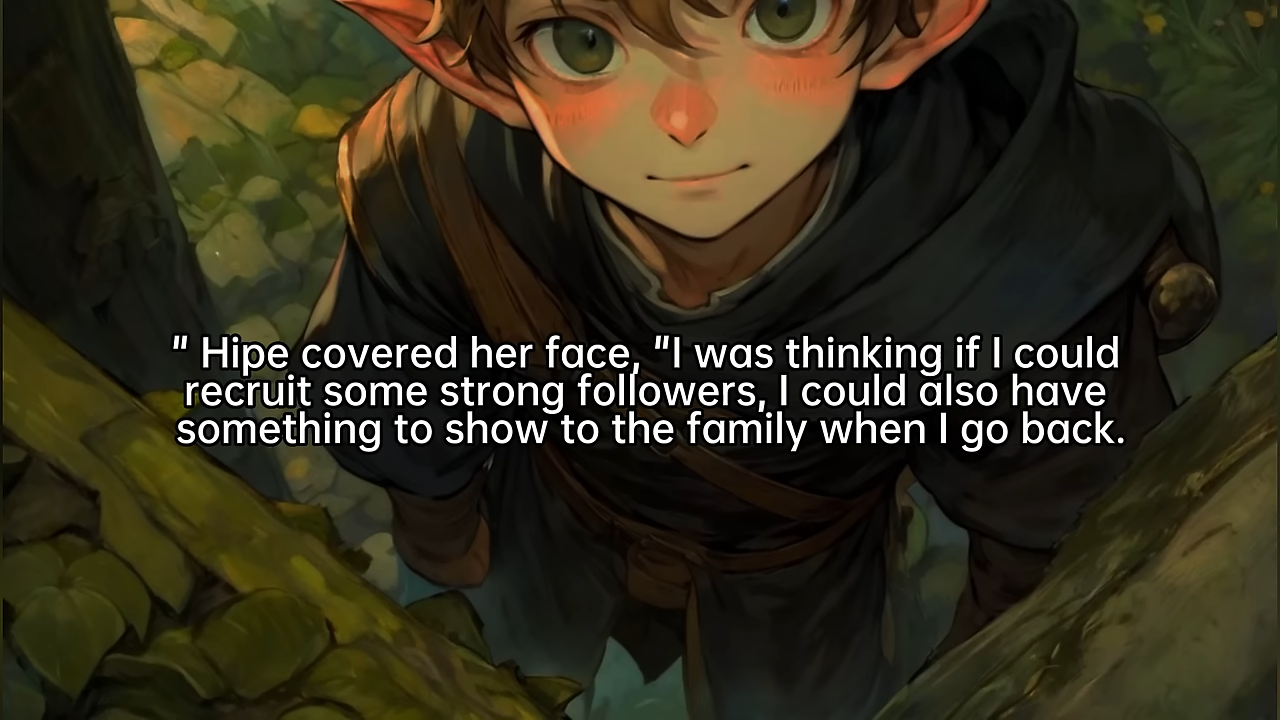 " Hipe covered her face, "I was thinking if I could
recruit some strong followers, I could also have
something to show to the family when I go back.